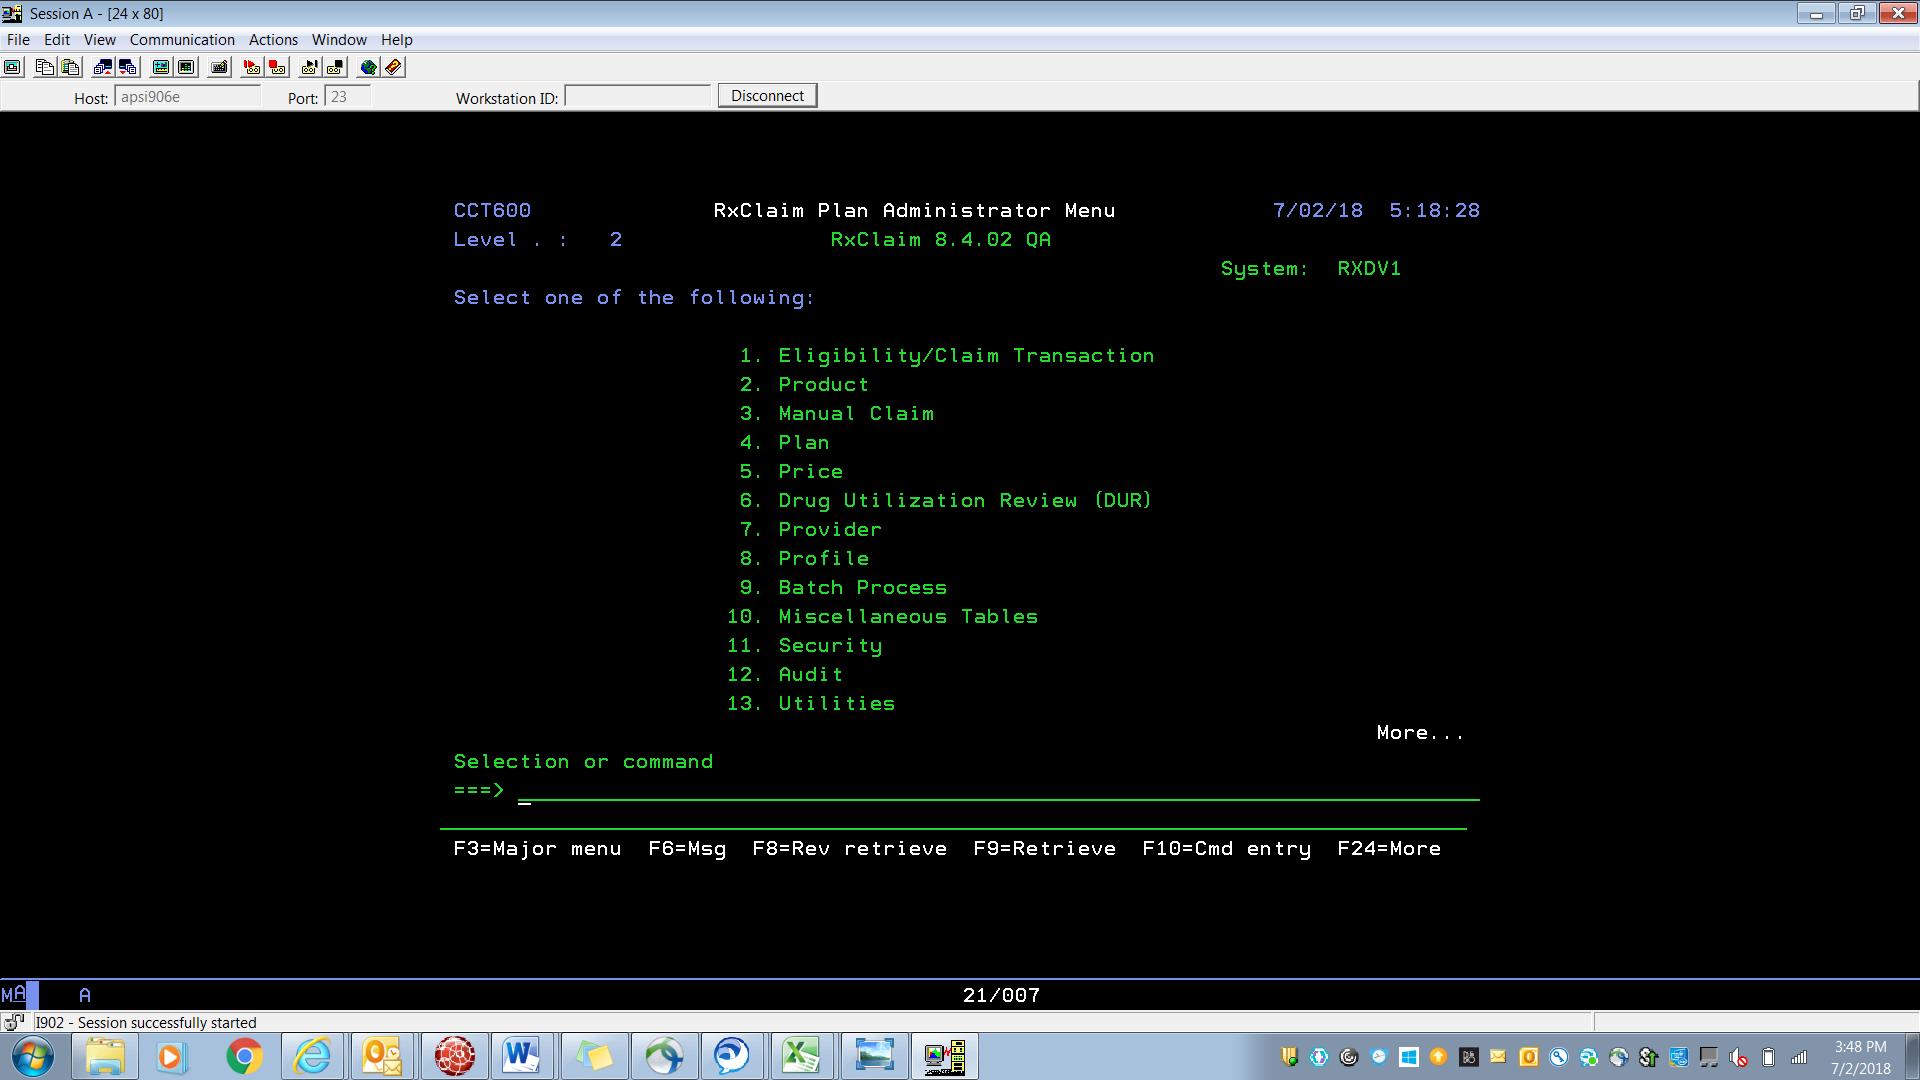 Session A - [24 x 80]
File Edit View Communication Actions Window Help
Host: apsi906e Port: 23 Workstation ID: Disconnect
CCT600 RxClaim Plan Administrator Menu 7/02/18 5:18:28
Level . : 2 RxClaim 8.4.02 QA
System: RXDV1
Select one of the following:
1. Eligibility/Claim Transaction
2. Product
3. Manual Claim
4. Plan
5. Price
6. Drug Utilization Review (DUR)
7. Provider
8. Profile
9. Batch Process
10. Miscellaneous Tables
11. Security
12. Audit
13. Utilities
More...
Selection or command
===>
F3=Major menu F6=Msg F8=Rev retrieve F9=Retrieve F10=Cmd entry F24=More
MA A 21/007
I902 - Session successfully started
3:48 PM
7/2/2018